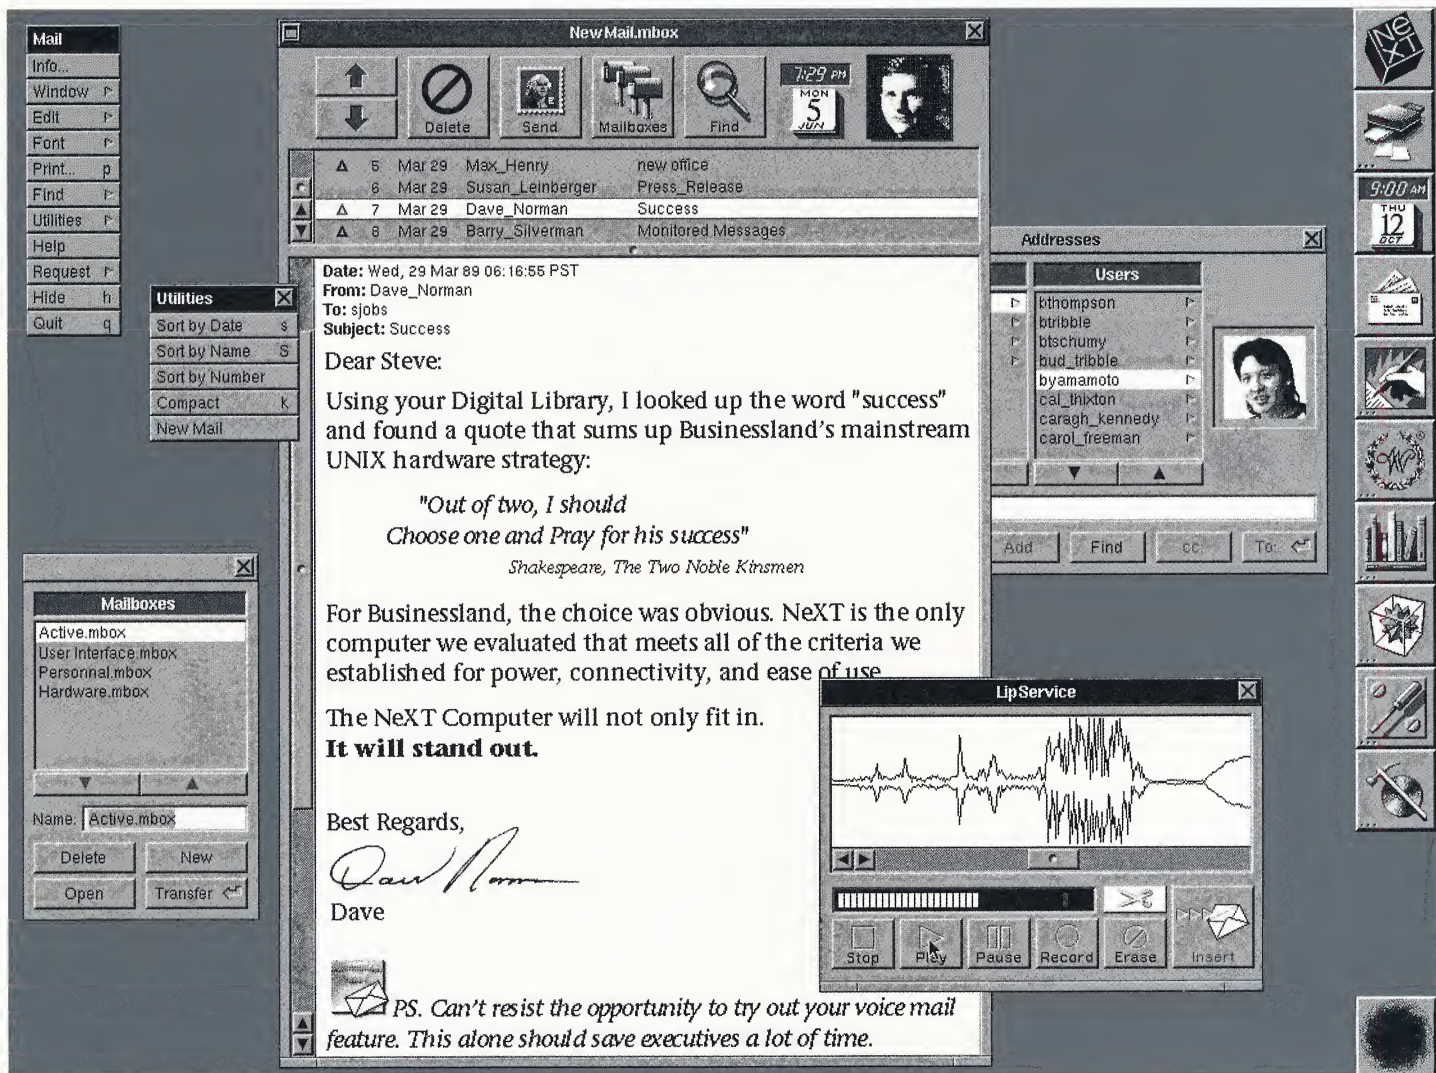 Mail
Info...
Window
Edit
Font
Print... p
Find
Utilities
Help
Request
Hide h
Quit q
Utilities
Sort by Date s
Sort by Name S
Sort by Number
Compact k
New Mail
Mailboxes
Active.mbox
User Interface.mbox
Personnal.mbox
Hardware.mbox
Name: Active.mbox
Delete New
Open Transfer
NewMail.mbox
Delete
Send
Mailboxes
Find
7:29 PM
MON
5
JUN
5 Mar 29 Max_Henry new office
6 Mar 29 Susan_Leinberger Press_Release
7 Mar 29 Dave_Norman Success
8 Mar 29 Barry_Silverman Monitored Messages
Date: Wed, 29 Mar 89 06:16:55 PST
From: Dave_Norman
To: sjobs
Subject: Success
Dear Steve:
Using your Digital Library, I looked up the word "success"
and found a quote that sums up Businessland's mainstream
UNIX hardware strategy:
"Out of two, I should
Choose one and Pray for his success"
Shakespeare, The Two Noble Kinsmen
For Businessland, the choice was obvious. NeXT is the only
computer we evaluated that meets all of the criteria we
established for power, connectivity, and ease of use
The NeXT Computer will not only fit in.
It will stand out.
Best Regards,
Dave Norman
Dave
PS. Can't resist the opportunity to try out your voice mail
feature. This alone should save executives a lot of time.
Addresses
Users
bthompson
btribble
btschumy
bud_tribble
byamamoto
cal_thixton
caragh_kennedy
carol_freeman
Add Find cc: To:
LipService
Stop Play Pause Record Erase Insert
NeXT
9:00 AM
THU
12
OCT
W